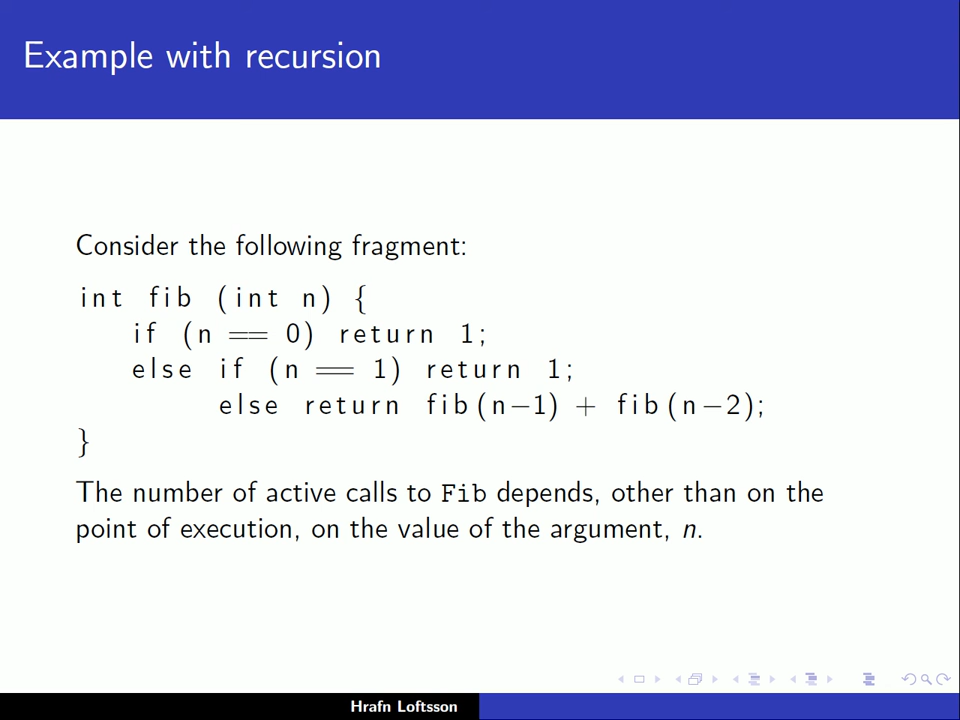 Example with recursion
Consider the following fragment:
int fib (int n) {
if (n == 0) return 1;
else if (n == 1) return 1;
else return fib(n−1) + fib(n−2);
}
The number of active calls to Fib depends, other than on the
point of execution, on the value of the argument, n.
Hrafn Loftsson